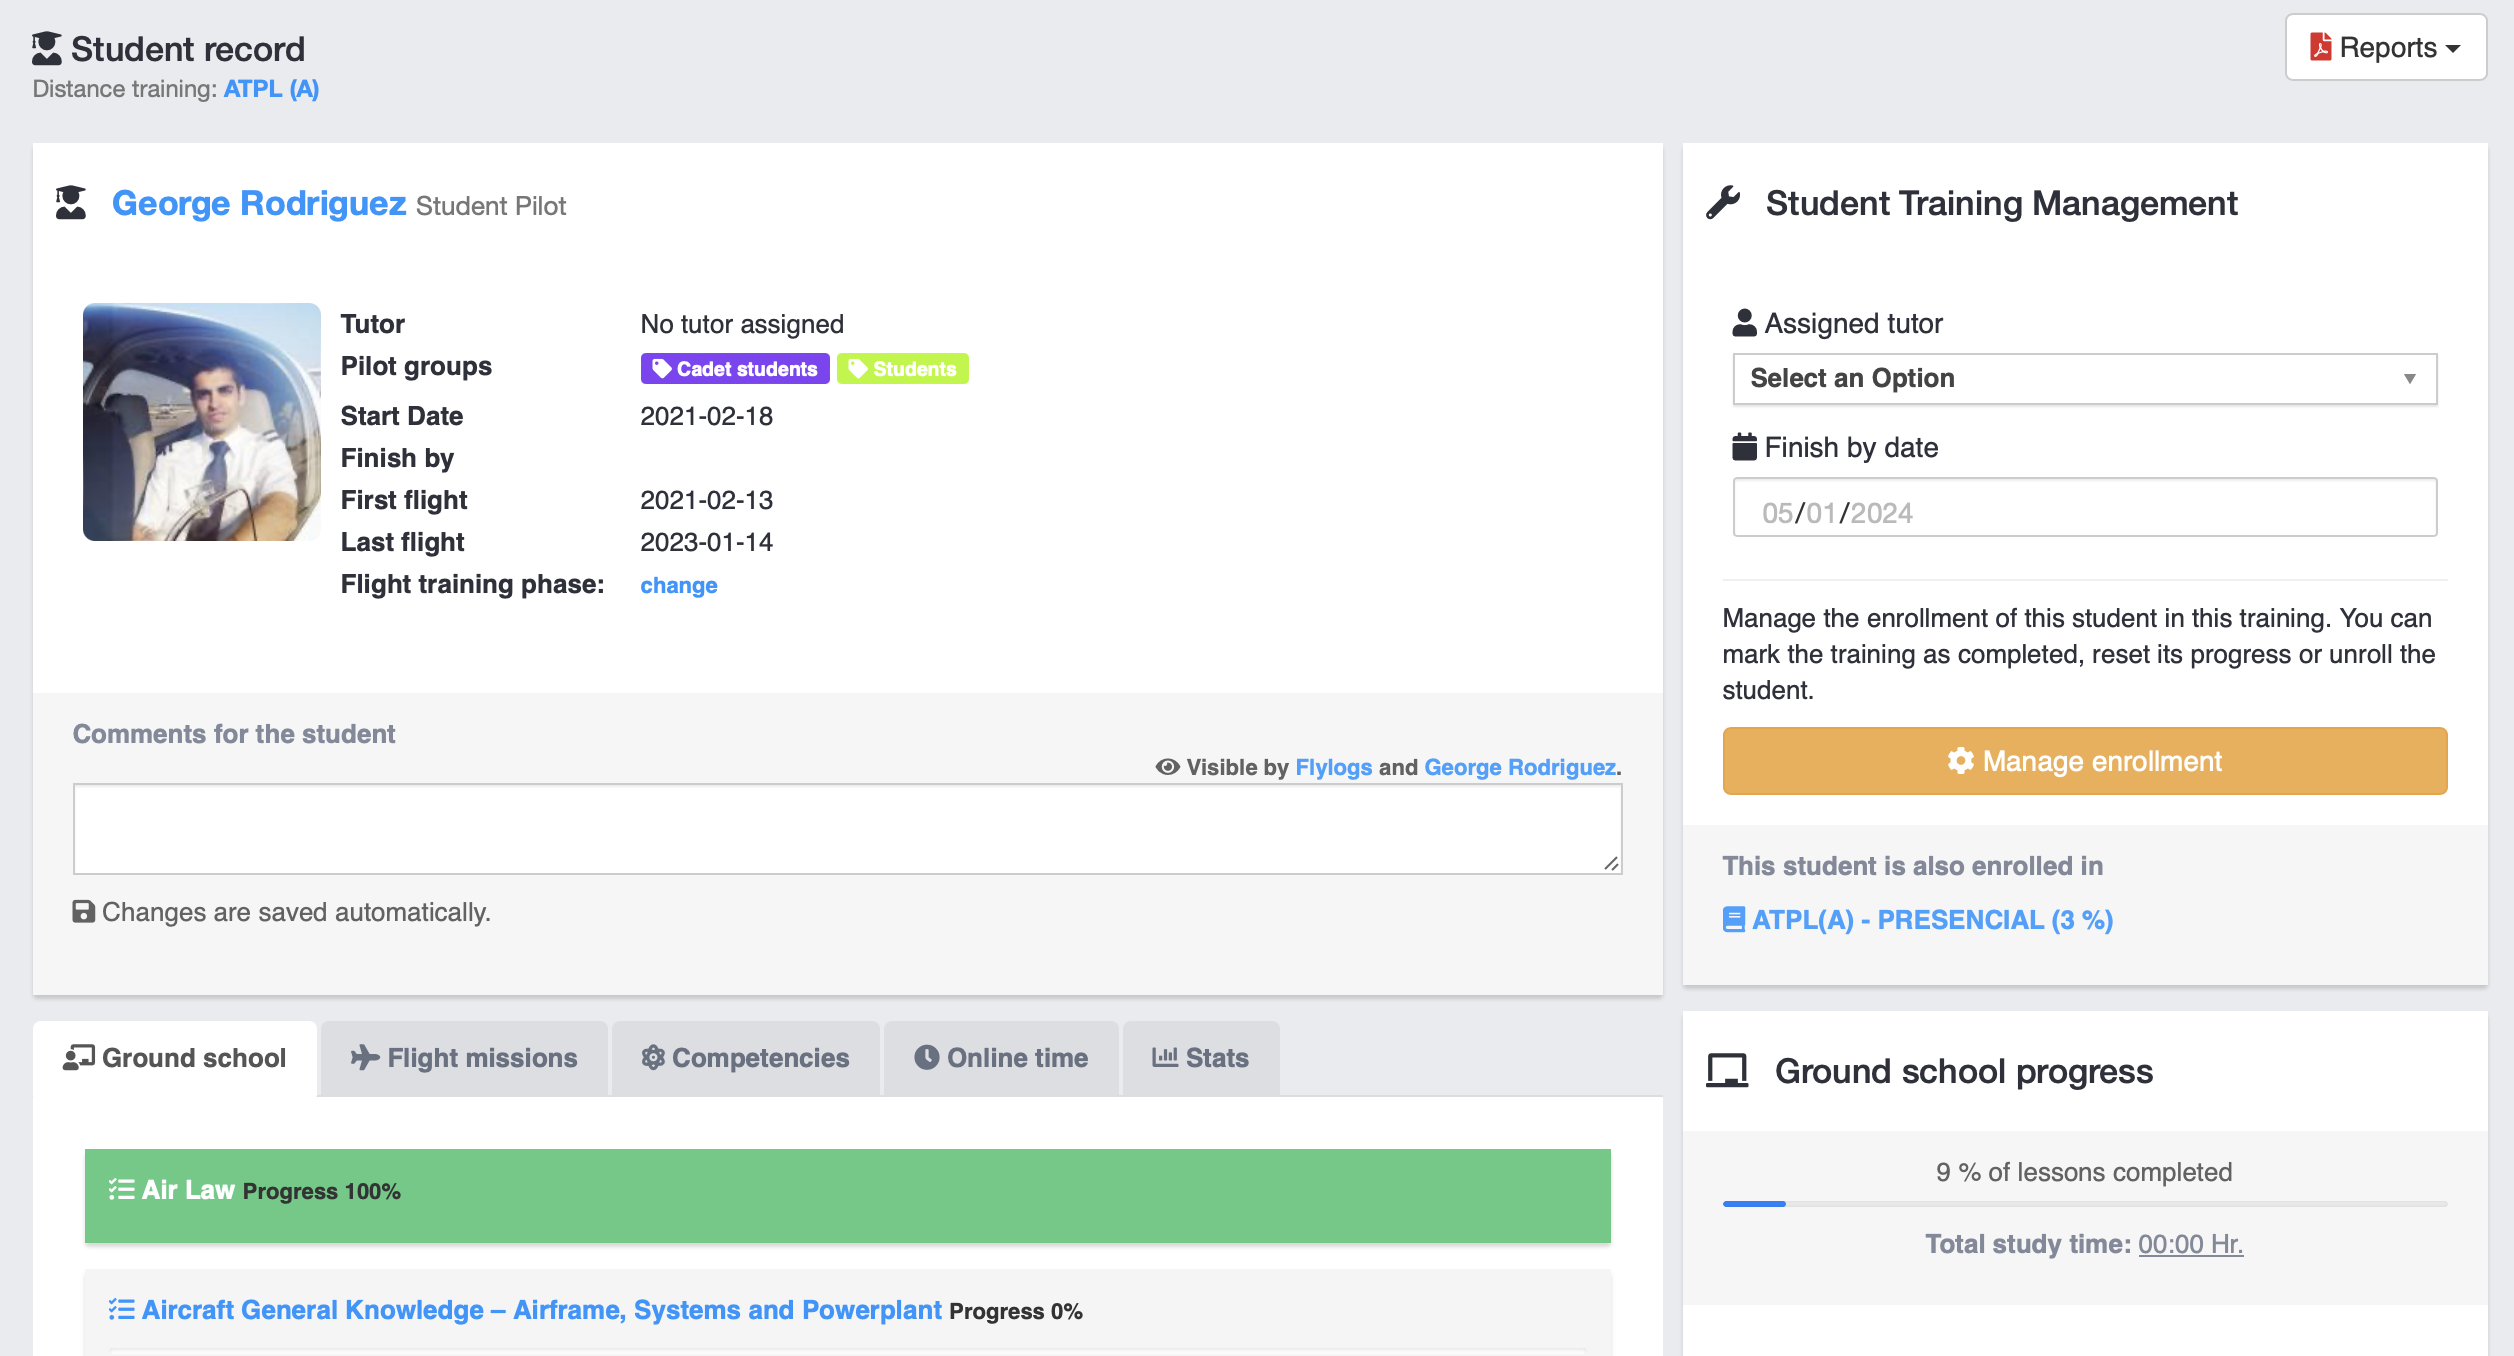 Student record
Distance training: ATPL (A)
Reports
George Rodriguez Student Pilot
Tutor No tutor assigned
Pilot groups Cadet students Students
Start Date 2021-02-18
Finish by
First flight 2021-02-13
Last flight 2023-01-14
Flight training phase: change
Comments for the student
Visible by Flylogs and George Rodriguez.
Changes are saved automatically.
Student Training Management
Assigned tutor
Select an Option
Finish by date
05/01/2024
Manage the enrollment of this student in this training. You can
mark the training as completed, reset its progress or unroll the
student.
Manage enrollment
This student is also enrolled in
ATPL(A) - PRESENCIAL (3 %)
Ground school Flight missions Competencies Online time Stats
Air Law Progress 100%
Aircraft General Knowledge – Airframe, Systems and Powerplant Progress 0%
Ground school progress
9 % of lessons completed
Total study time: 00:00 Hr.